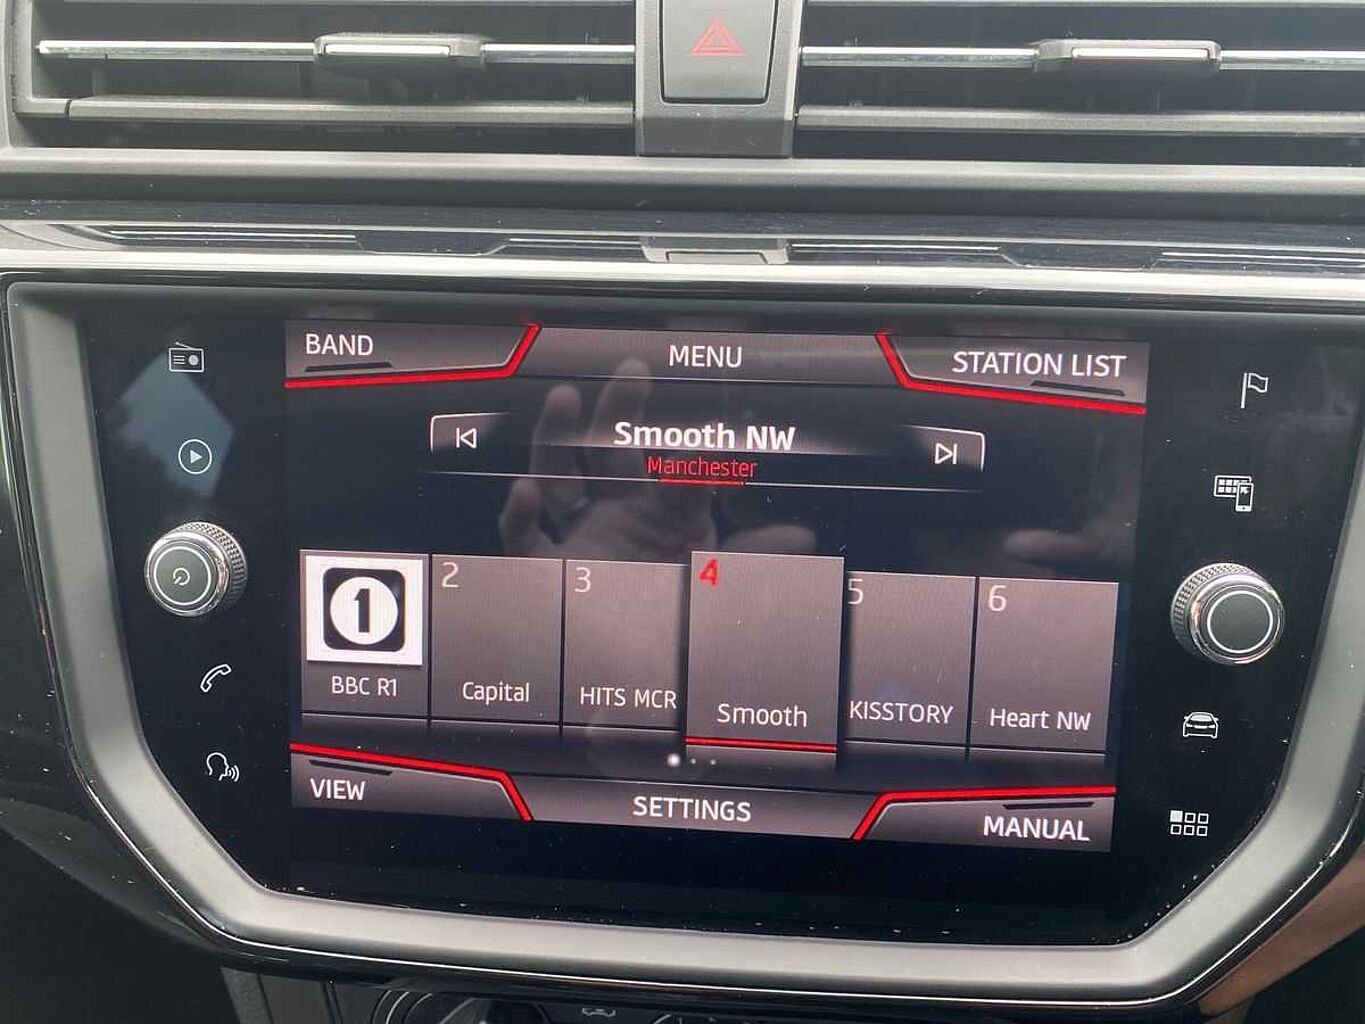 BAND
MENU
STATION LIST
Smooth NW
Manchester
1
BBC R1
2
Capital
3
HITS MCR
4
Smooth
5
KISSTORY
6
Heart NW
VIEW
SETTINGS
MANUAL